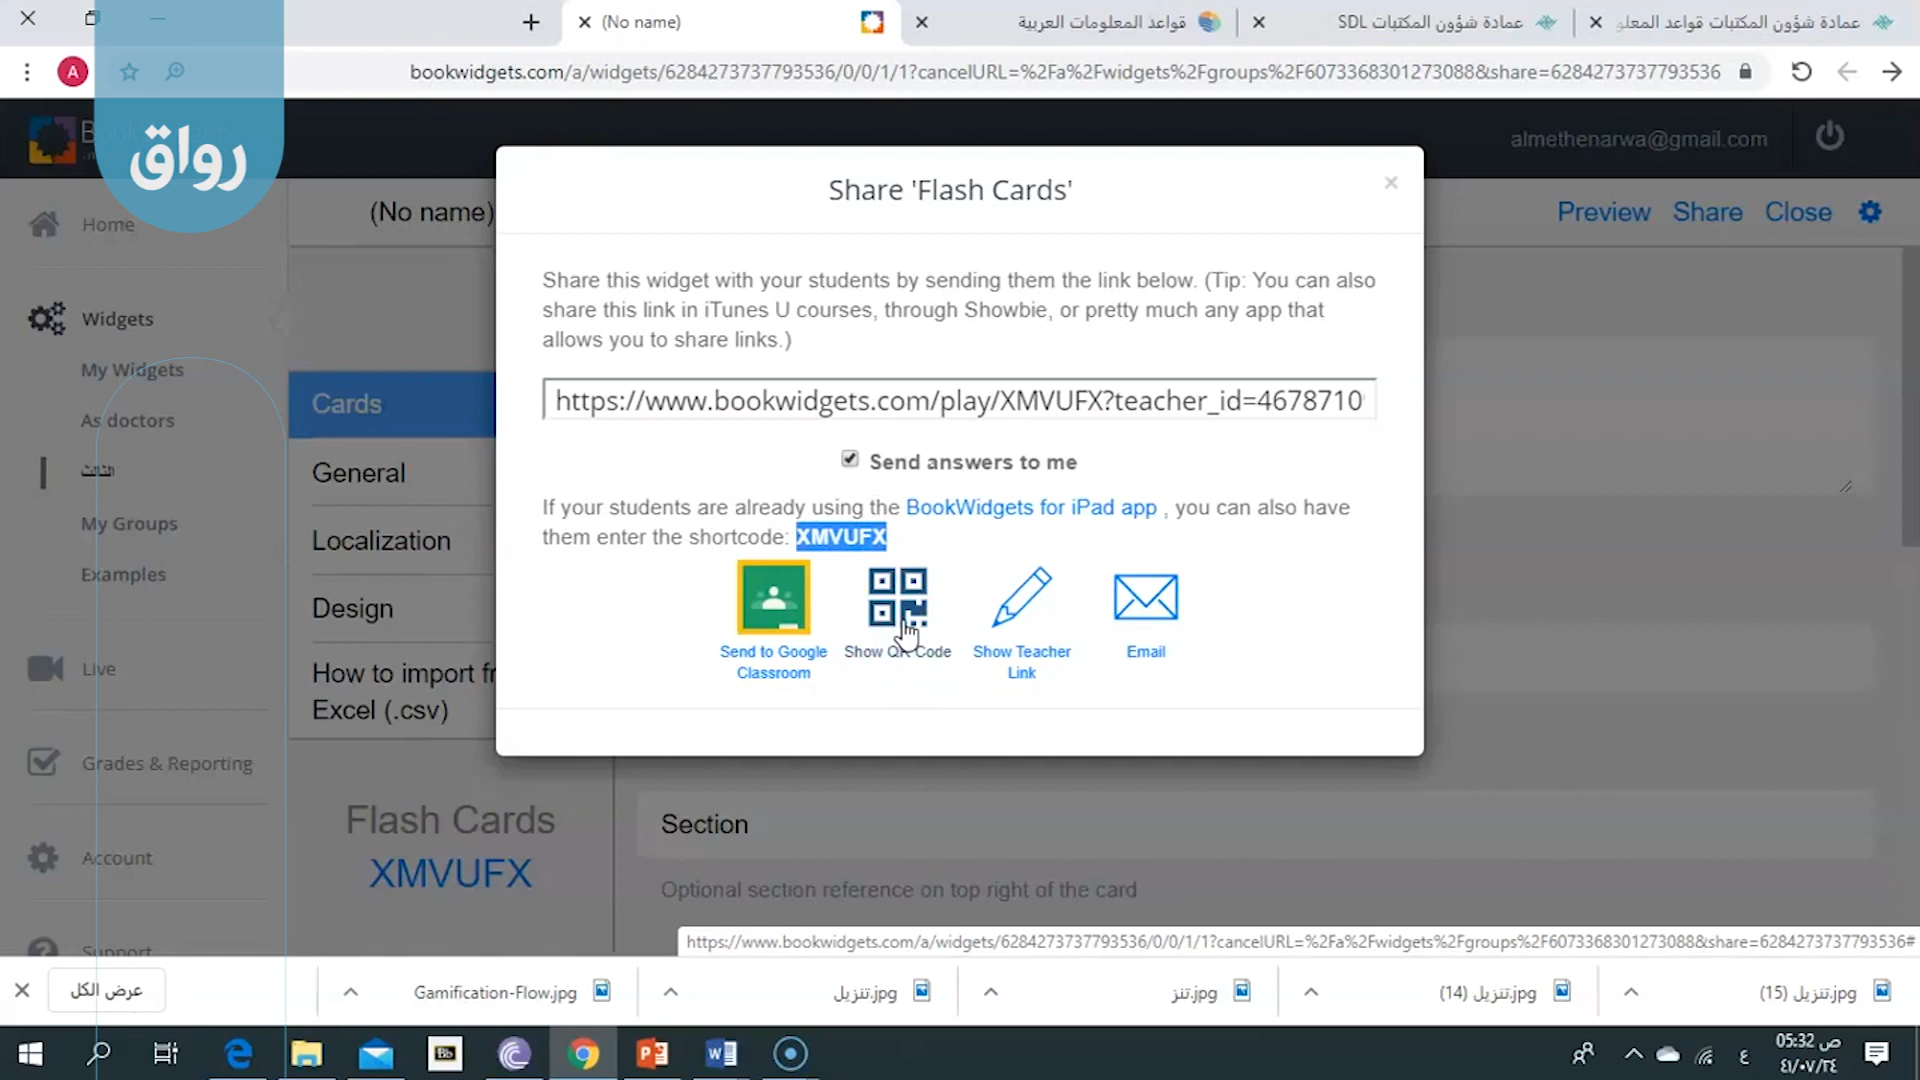 (No name)
قواعد المعلومات العربية
عمادة شؤون المكتبات SDL
عمادة شؤون المكتبات قواعد المعلو
A
bookwidgets.com/a/widgets/6284273737793536/0/0/1/1?cancelURL=%2Fa%2Fwidgets%2Fgroups%2F6073368301273088&share=6284273737793536
رواق
almethenarwa@gmail.com
Home
(No name)
Share 'Flash Cards'
Preview
Share
Close
Share this widget with your students by sending them the link below. (Tip: You can also
share this link in iTunes U courses, through Showbie, or pretty much any app that
allows you to share links.)
Widgets
My Widgets
As doctors
الثالث
My Groups
Examples
Live
Grades & Reporting
Account
Support
Cards
General
Localization
Design
How to import fr
Excel (.csv)
https://www.bookwidgets.com/play/XMVUFX?teacher_id=4678710
Send answers to me
If your students are already using the BookWidgets for iPad app , you can also have
them enter the shortcode: XMVUFX
Send to Google
Classroom
Show QR Code
Show Teacher
Link
Email
Flash Cards
XMVUFX
Section
Optional section reference on top right of the card
https://www.bookwidgets.com/a/widgets/6284273737793536/0/0/1/1?cancelURL=%2Fa%2Fwidgets%2Fgroups%2F6073368301273088&share=6284273737793536#
عرض الكل
Gamification-Flow.jpg
تنزيل.jpg
تنز.jpg
تنزيل (14).jpg
تنزيل (15).jpg
Bb
ع
05:32 ص
٤١/٠٧/٢٤